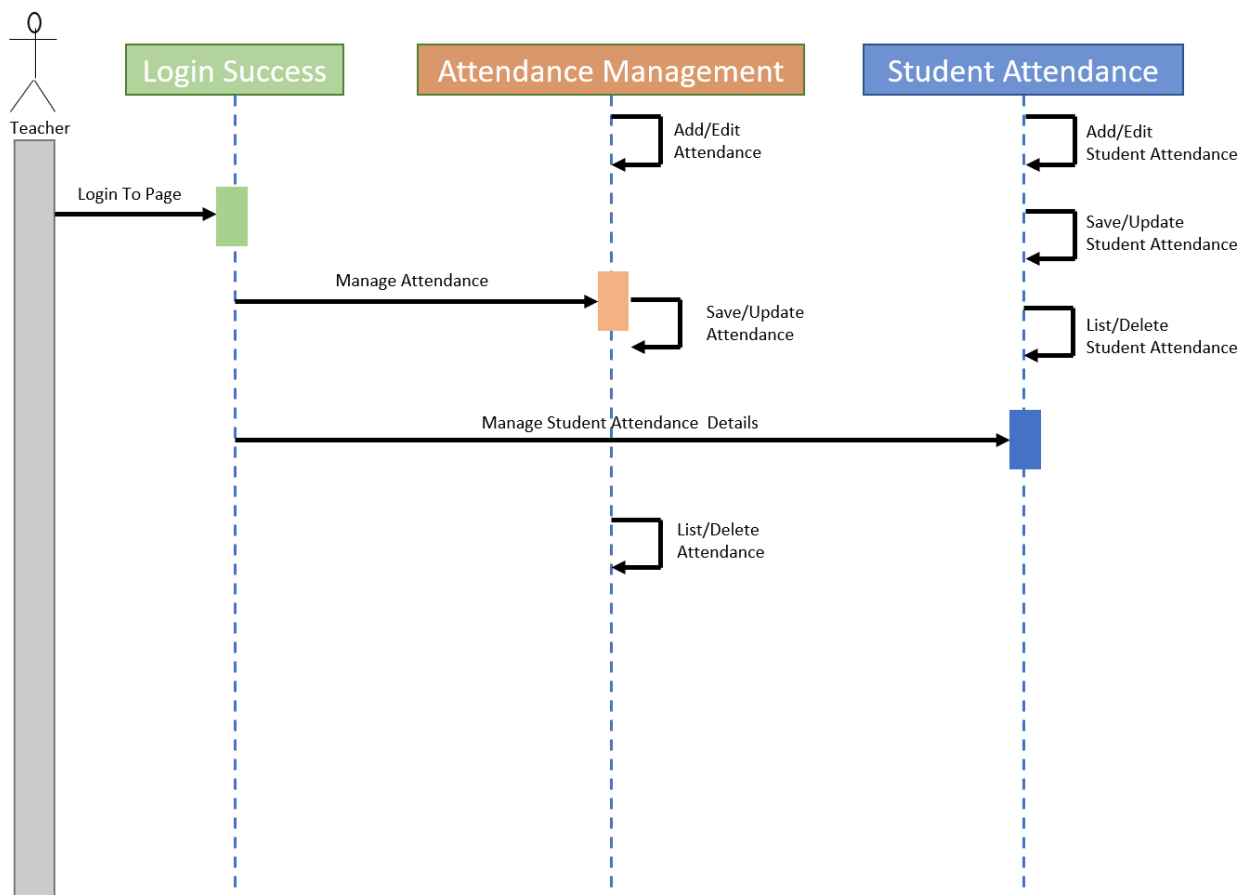 Login Success
Attendance Management
Student Attendance
Teacher
Add/Edit
Attendance
Add/Edit
Student Attendance
Login To Page
Save/Update
Student Attendance
Manage Attendance
Save/Update
Attendance
List/Delete
Student Attendance
Manage Student Attendance  Details
List/Delete
Attendance